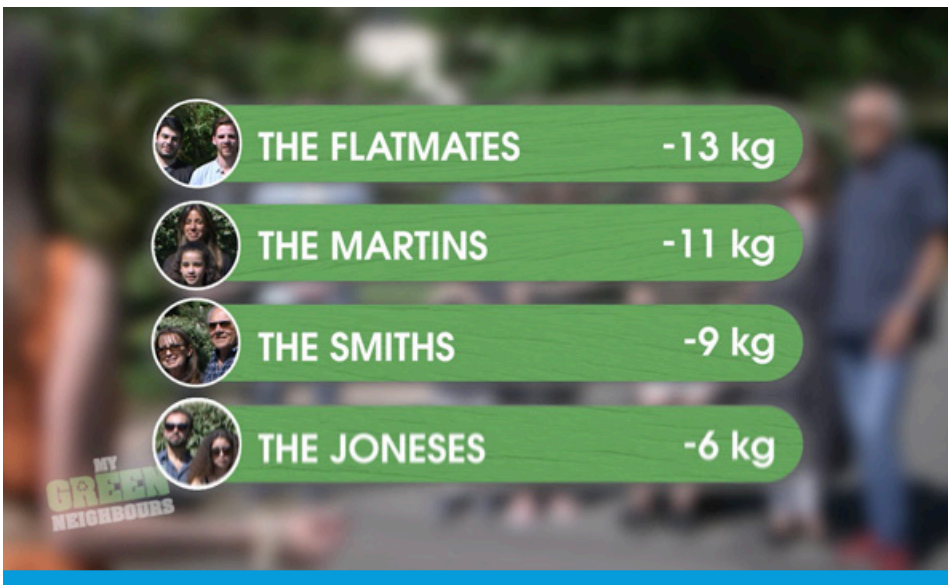 THE FLATMATES -13 kg
THE MARTINS -11 kg
THE SMITHS -9 kg
THE JONESES -6 kg
MY
GREEN
NEIGHBOURS